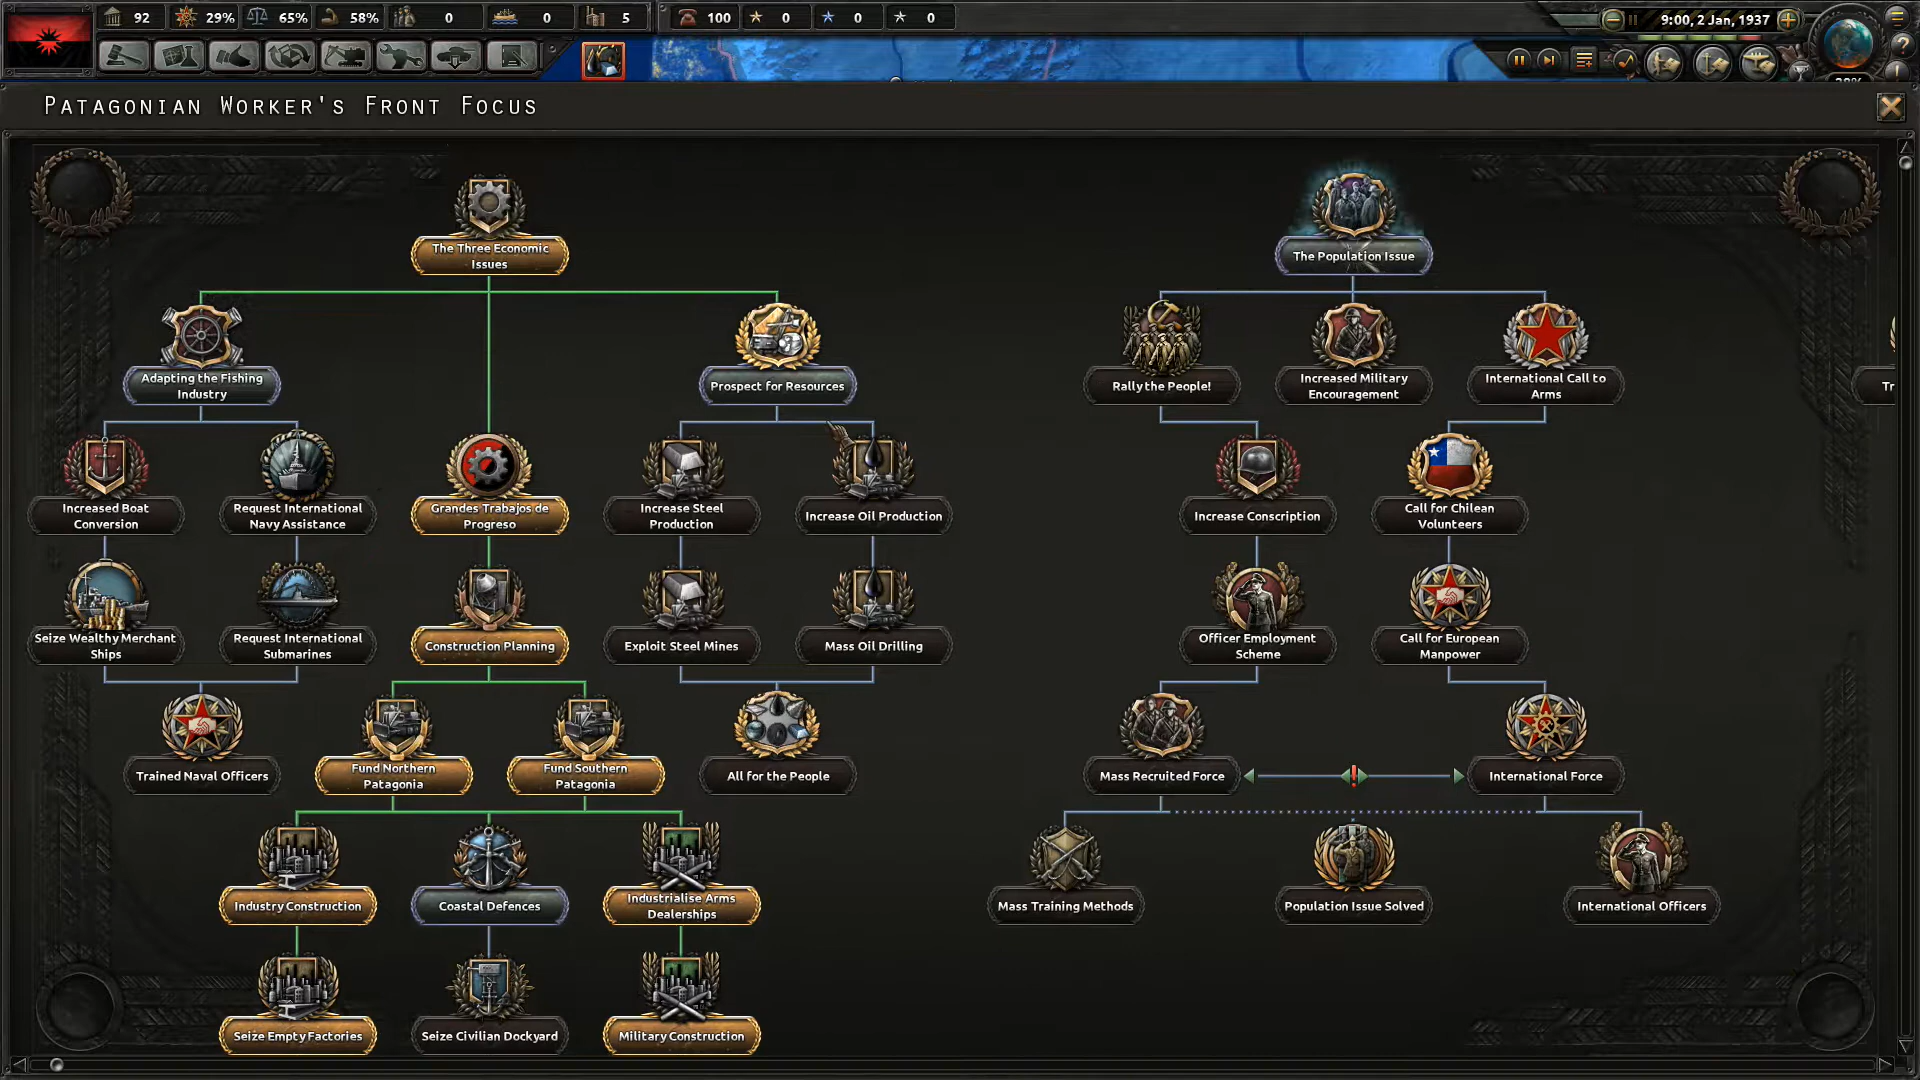 92
29%
65%
58%
0
0
5
100
0
0
0
9:00, 2 Jan, 1937
PATAGONIAN WORKER'S FRONT FOCUS
The Three Economic
Issues
The Population Issue
Adapting the Fishing
Industry
Prospect for Resources
Rally the People!
Increased Military
Encouragement
International Call to
Arms
Tr
Increased Boat
Conversion
Request International
Navy Assistance
Grandes Trabajos de
Progreso
Increase Steel
Production
Increase Oil Production
Increase Conscription
Call for Chilean
Volunteers
Seize Wealthy Merchant
Ships
Request International
Submarines
Construction Planning
Exploit Steel Mines
Mass Oil Drilling
Officer Employment
Scheme
Call for European
Manpower
Trained Naval Officers
Fund Northern
Patagonia
Fund Southern
Patagonia
All for the People
Mass Recruited Force
International Force
Industry Construction
Coastal Defences
Industrialise Arms
Dealerships
Mass Training Methods
Population Issue Solved
International Officers
Seize Empty Factories
Seize Civilian Dockyard
Military Construction